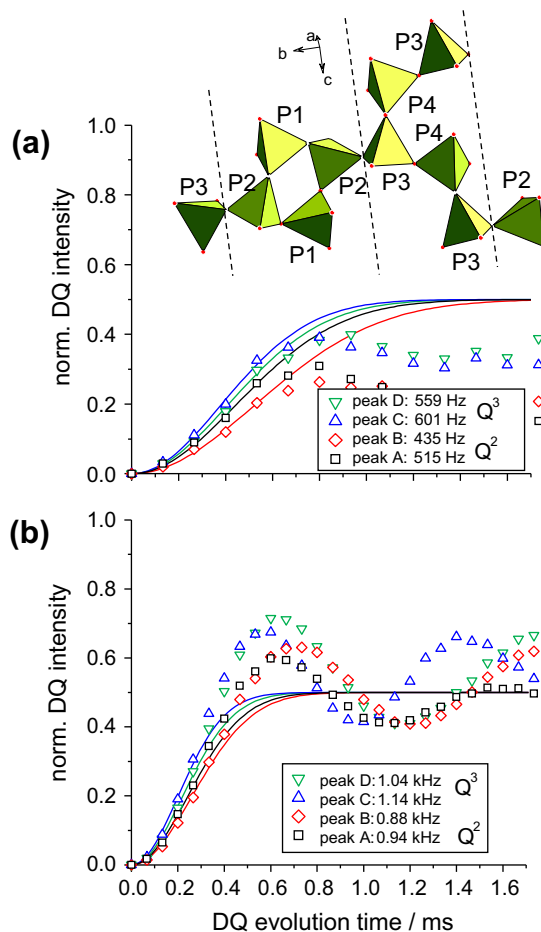 a
b
c
P3
P3
P4
P1
P4
(a)
1.0
P3
P2
P2
P3
P2
P1
P3
0.8
0.6
0.4
0.2
0.0
norm. DQ intensity
peak D: 559 Hz Q³
peak C: 601 Hz
peak B: 435 Hz Q²
peak A: 515 Hz
(b)
1.0
0.8
0.6
0.4
0.2
0.0
norm. DQ intensity
peak D: 1.04 kHz Q³
peak C: 1.14 kHz
peak B: 0.88 kHz
peak A: 0.94 kHz Q²
0.0 0.2 0.4 0.6 0.8 1.0 1.2 1.4 1.6
DQ evolution time / ms